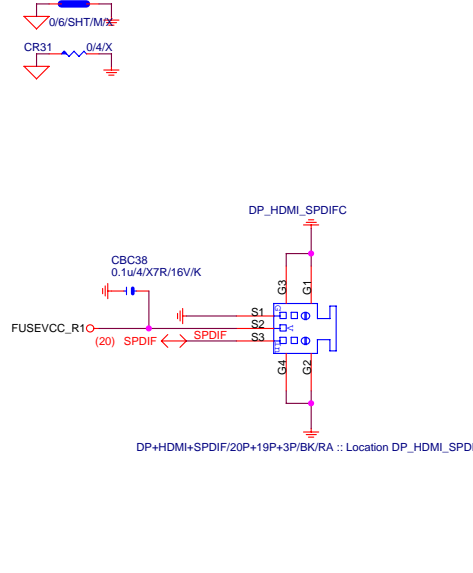 0/6/SHT/M/X
CR31 0/4/X
DP_HDMI_SPDIFC
CBC38
0.1u/4/X7R/16V/K
G3 G1
S1
FUSEVCC_R1 S2
(20) SPDIF SPDIF S3
G4 G2
DP+HDMI+SPDIF/20P+19P+3P/BK/RA :: Location DP_HDMI_SPD